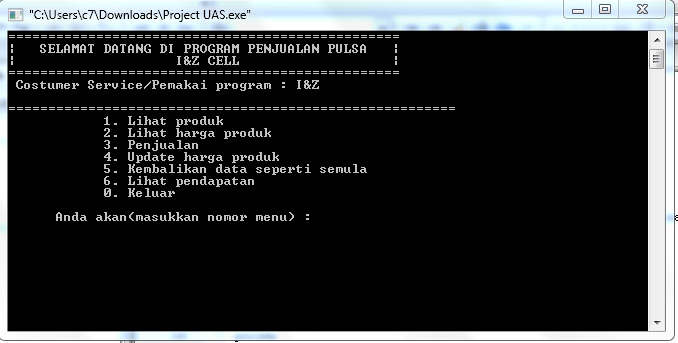 "C:\Users\c7\Downloads\Project UAS.exe"
=================================================
¦ SELAMAT DATANG DI PROGRAM PENJUALAN PULSA ¦
¦ I&Z CELL ¦
=================================================
Costumer Service/Pemakai program : I&Z
========================================================
1. Lihat produk
2. Lihat harga produk
3. Penjualan
4. Update harga produk
5. Kembalikan data seperti semula
6. Lihat pendapatan
0. Keluar
Anda akan(masukkan nomor menu) :